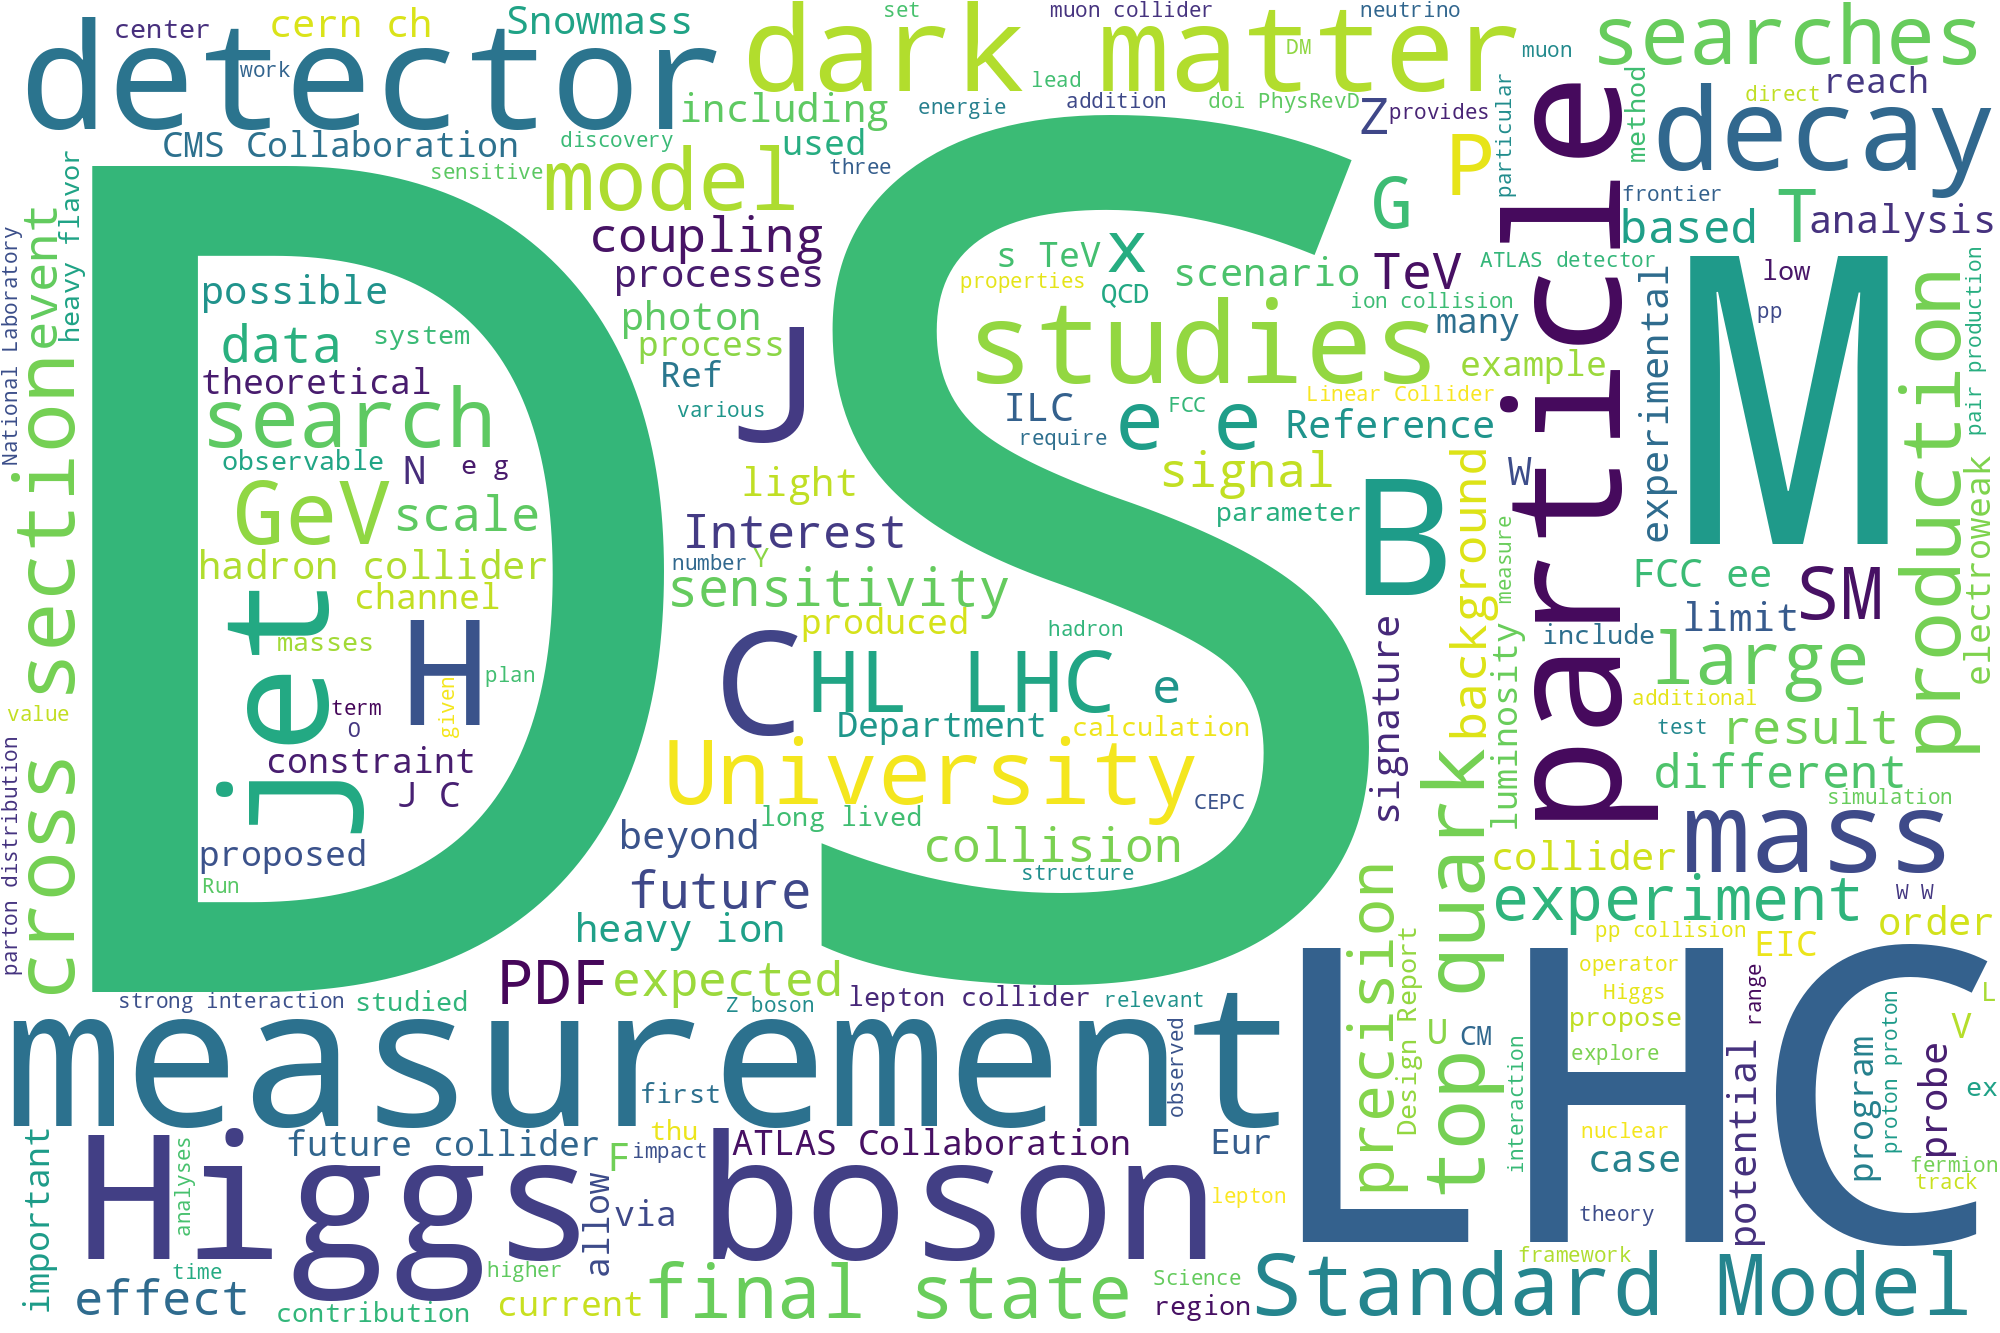 center
cern ch
Snowmass
set
muon collider
neutrino
searches
detector
work
dark matter
DM
muon
lead
reach
including
energie
addition
doi PhysRevD
Z
provides
particular
method
direct
decay
CMS Collaboration
discovery
used
sensitive
model
three
P
particle
frontier
heavy flavor
National Laboratory
event
D S
coupling
processes
G
based
T
analysis
x
s TeV
properties
QCD
scenario
TeV
ATLAS detector
ion collision
low
pp
M
possible
data
system
theoretical
search
observable
N
e g
photon
process
Ref
various
J
studies
many
example
experimental
production
pair production
ILC
require
e e
FCC
Linear Collider
Reference
cross section
GeV
scale
hadron collider
channel
light
Interest
number
Y
sensitivity
signal
parameter
B
background
W
measure
electroweak
FCC ee
SM
limit
include
large
jet
masses
H
given
plan
term
O
constraint
J C
proposed
Run
value
parton distribution
produced
hadron
C
HL LHC
e
Department
calculation
University
long lived
CEPC
beyond
collision
structure
future
heavy ion
signature
luminosity
additional
test
result
different
simulation
mass
collider
experiment
W W
order
pp collision
EIC
PDF
expected
strong interaction
studied
Z boson
lepton collider
relevant
precision
Design Report
top quark
U
CM
operator
Higgs
propose
explore
range
L
V
LHC
measurement
first
observed
interaction
potential
program
proton proton
probe
ex
important
analyses
future collider
thu
F
impact
ATLAS Collaboration
Eur
nuclear
case
fermion
track
Higgs boson
allow
via
lepton
theory
time
higher
effect
contribution
current
final state
Science
region
framework
Standard Model